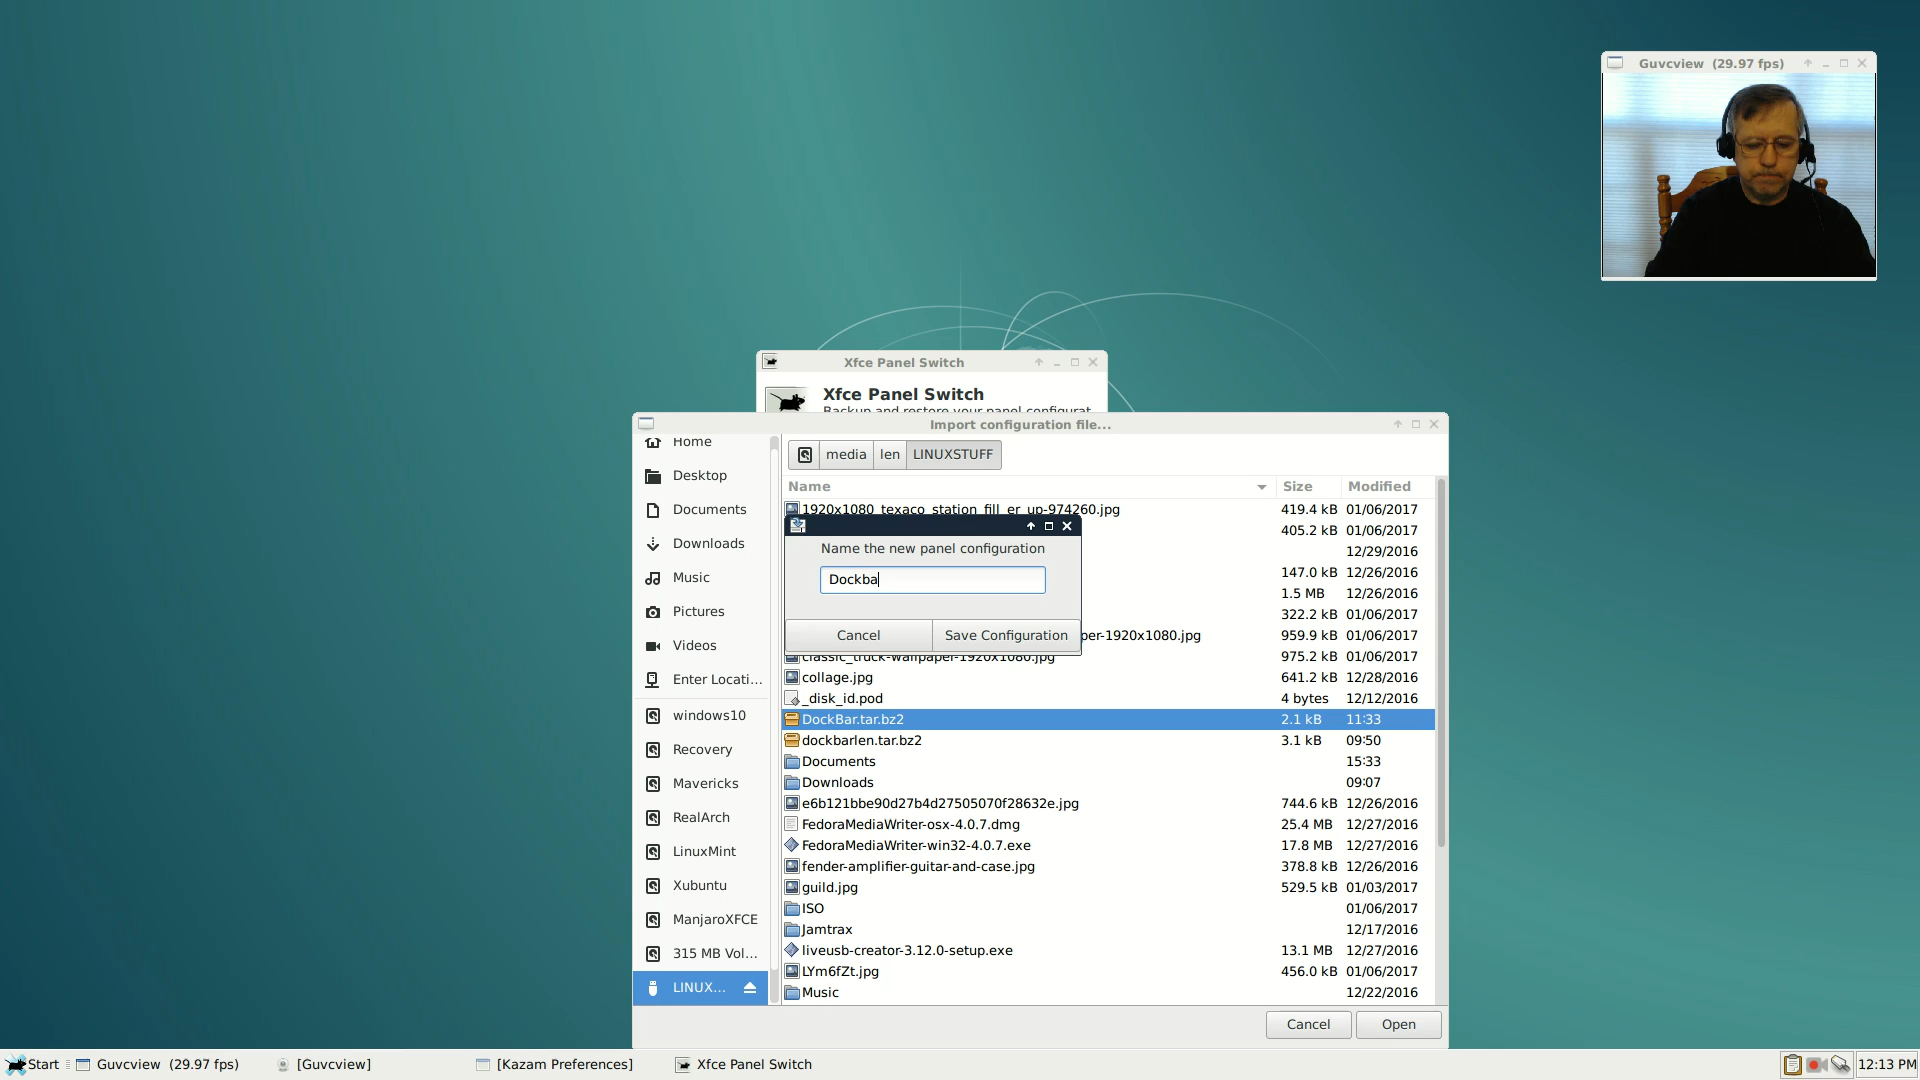 Guvcview (29.97 fps)
Xfce Panel Switch
Xfce Panel Switch
Backup and restore your panel configurat
Import configuration file...
Home
Desktop
Documents
Downloads
Music
Pictures
Videos
Enter Locati...
windows10
Recovery
Mavericks
RealArch
LinuxMint
Xubuntu
ManjaroXFCE
315 MB Vol...
LINUX...
media len LINUXSTUFF
Name Size Modified
1920x1080_texaco_station_fill_er_up-974260.jpg 419.4 kB 01/06/2017
405.2 kB 01/06/2017
12/29/2016
147.0 kB 12/26/2016
1.5 MB 12/26/2016
322.2 kB 01/06/2017
per-1920x1080.jpg 959.9 kB 01/06/2017
classic_truck-wallpaper-1920x1080.jpg 975.2 kB 01/06/2017
collage.jpg 641.2 kB 12/28/2016
_disk_id.pod 4 bytes 12/12/2016
DockBar.tar.bz2 2.1 kB 11:33
dockbarlen.tar.bz2 3.1 kB 09:50
Documents 15:33
Downloads 09:07
e6b121bbe90d27b4d27505070f28632e.jpg 744.6 kB 12/26/2016
FedoraMediaWriter-osx-4.0.7.dmg 25.4 MB 12/27/2016
FedoraMediaWriter-win32-4.0.7.exe 17.8 MB 12/27/2016
fender-amplifier-guitar-and-case.jpg 378.8 kB 12/26/2016
guild.jpg 529.5 kB 01/03/2017
ISO 01/06/2017
Jamtrax 12/17/2016
liveusb-creator-3.12.0-setup.exe 13.1 MB 12/27/2016
LYm6fZt.jpg 456.0 kB 01/06/2017
Music 12/22/2016
Name the new panel configuration
Dockba
Cancel Save Configuration
Cancel Open
Start Guvcview (29.97 fps) [Guvcview] [Kazam Preferences] Xfce Panel Switch 12:13 PM